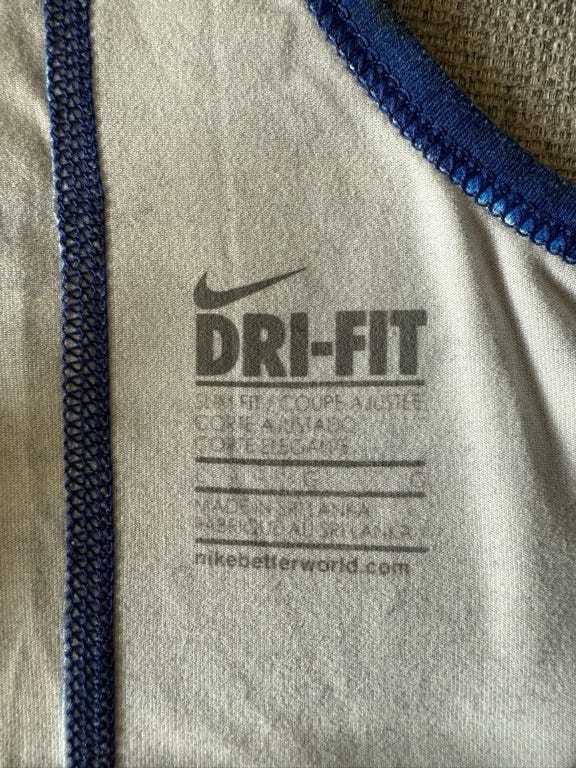 DRI-FIT
SLIM FIT / COUPE AJUSTÉE
CORTE AJUSTADO
CORTE ELEGANTE
G G
MADE IN SRI LANKA
FABRIQUÉ AU SRI LANKA
nikebetterworld.com